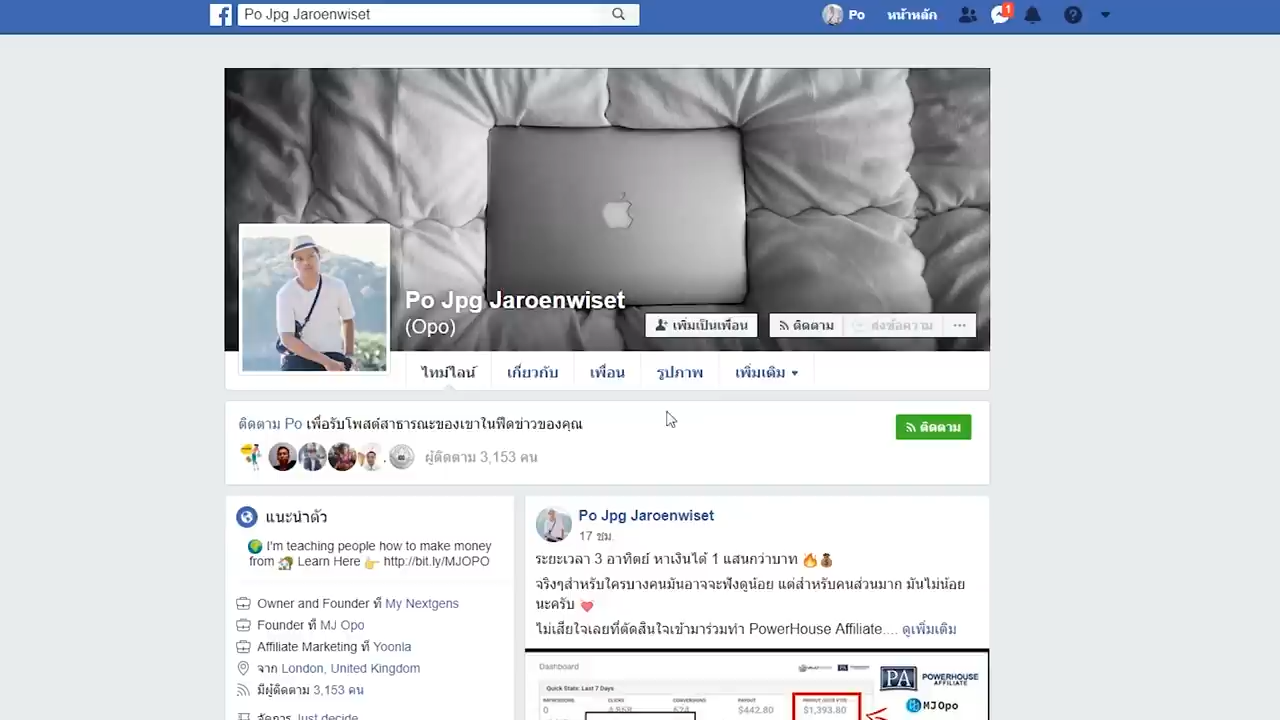 Po Jpg Jaroenwiset
Po
หน้าหลัก
1
Po Jpg Jaroenwiset
(Opo)
เพิ่มเป็นเพื่อน
ติดตาม
ส่งข้อความ
ไทม์ไลน์
เกี่ยวกับ
เพื่อน
รูปภาพ
เพิ่มเติม
ติดตาม Po เพื่อรับโพสต์สาธารณะของเขาในฟีดข่าวของคุณ
ติดตาม
ผู้ติดตาม 3,153 คน
แนะนำตัว
I'm teaching people how to make money
from Learn Here http://bit.ly/MJOPO
Owner and Founder ที่ My Nextgens
Founder ที่ MJ Opo
Affiliate Marketing ที่ Yoonla
จาก London, United Kingdom
มีผู้ติดตาม 3,153 คน
Just decide
Po Jpg Jaroenwiset
17 ชม.
ระยะเวลา 3 อาทิตย์ หาเงินได้ 1 แสนกว่าบาท
จริงๆสำหรับใครบางคนมันอาจจะฟังดูน้อย แต่สำหรับคนส่วนมาก มันไม่น้อย
นะครับ
ไม่เสียใจเลยที่ตัดสินใจเข้ามาร่วมทำ PowerHouse Affiliate.... ดูเพิ่มเติม
Dashboard
Quick Stats: Last 7 Days
IMPRESSIONS
CLICKS
CONVERSIONS
PAYOUT
0
674
$442.80
$1,393.80
PA
POWERHOUSE
AFFILIATE
MJ Opo